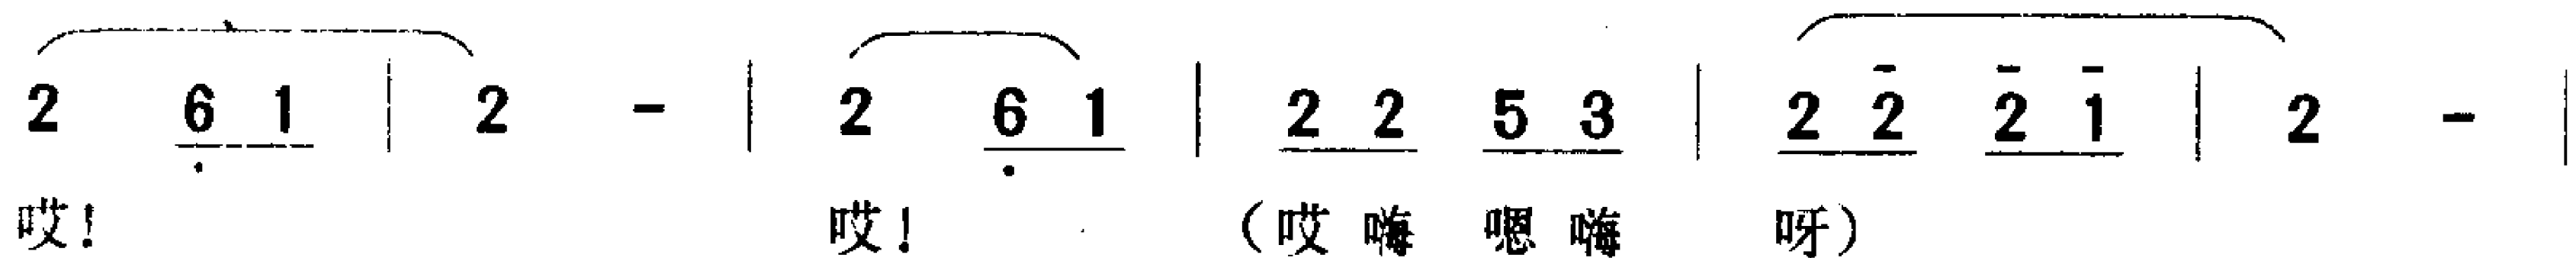 2 6 1 | 2 - | 2 6 1 | 2 2 5 3 | 2 2 2 1 | 2 - |
哎! 哎! (哎 嗨 嗯 嗨 呀)